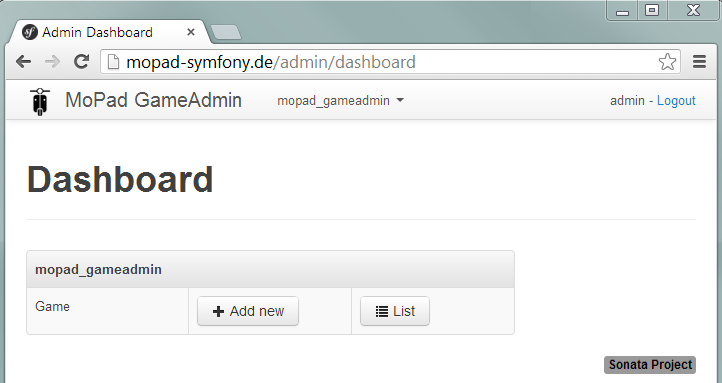 Admin Dashboard
mopad-symfony.de/admin/dashboard
MoPad GameAdmin mopad_gameadmin admin - Logout
Dashboard
mopad_gameadmin
Game Add new List
Sonata Project